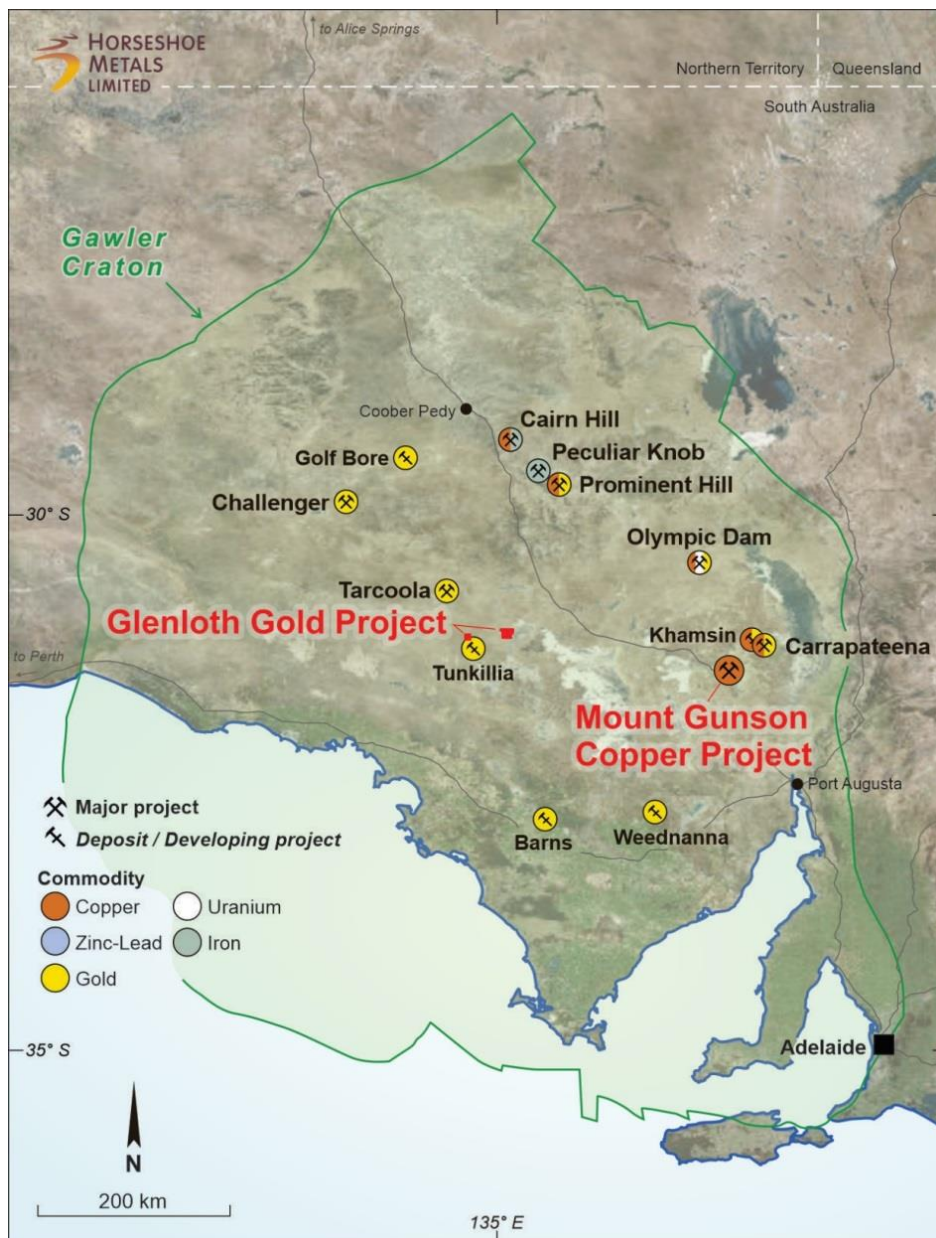 HORSESHOE
METALS
LIMITED
to Alice Springs
Northern Territory
Queensland
South Australia
Gawler
Craton
Coober Pedy
Cairn Hill
Golf Bore
Peculiar Knob
Challenger
Prominent Hill
30° S
Olympic Dam
Tarcoola
Glenloth Gold Project
Khamsin
Carrapateena
to Perth
Tunkillia
Mount Gunson
Copper Project
Port Augusta
Major project
Deposit / Developing project
Barns
Weednanna
Commodity
Copper
Uranium
Zinc-Lead
Iron
Gold
35° S
Adelaide
N
200 km
135° E